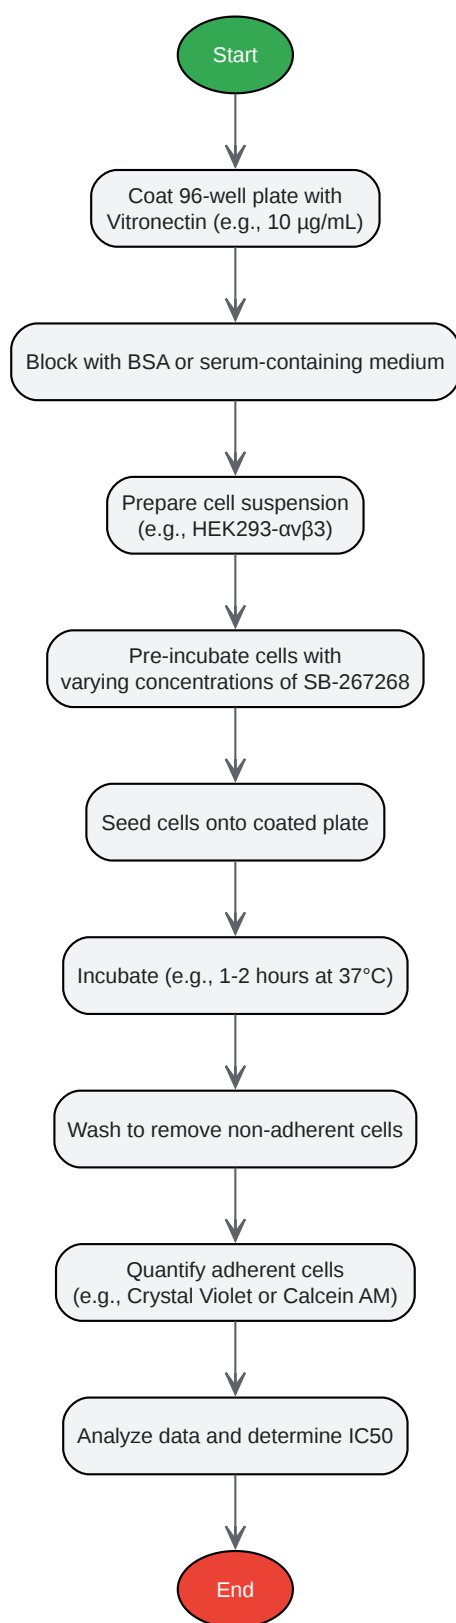 Start
Coat 96-well plate with
Vitronectin (e.g., 10 µg/mL)
Block with BSA or serum-containing medium
Prepare cell suspension
(e.g., HEK293-αvβ3)
Pre-incubate cells with
varying concentrations of SB-267268
Seed cells onto coated plate
Incubate (e.g., 1-2 hours at 37°C)
Wash to remove non-adherent cells
Quantify adherent cells
(e.g., Crystal Violet or Calcein AM)
Analyze data and determine IC50
End